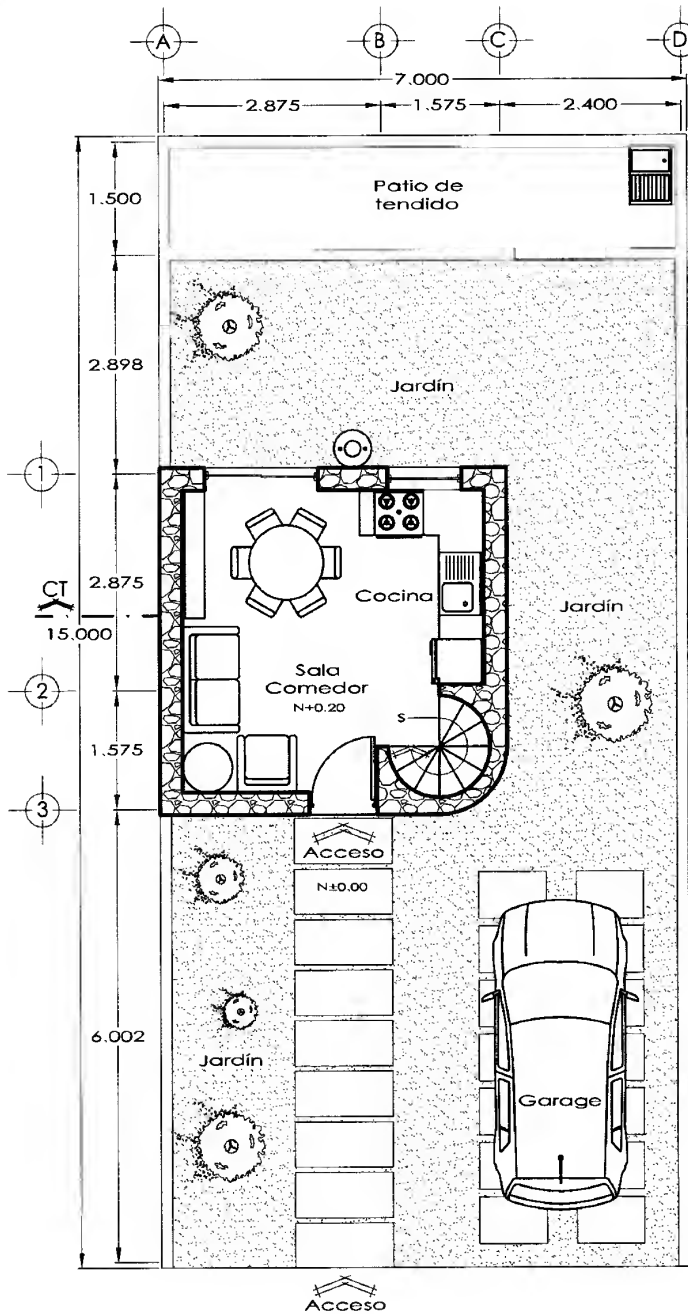 A B C D
7.000
2.875 1.575 2.400
1.500
Patio de
tendido
2.898
Jardín
1
2.875
Cocina
CT
15.000
Jardín
Sala
Comedor
N+0.20
2
S
1.575
3
Acceso
N±0.00
6.002
Jardín
Garage
Acceso